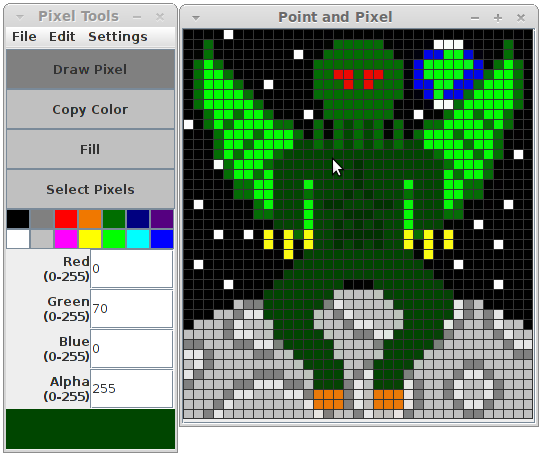 Pixel Tools
File Edit Settings
Draw Pixel
Copy Color
Fill
Select Pixels
Red
(0-255)
0
Green
(0-255)
70
Blue
(0-255)
0
Alpha
(0-255)
255
Point and Pixel